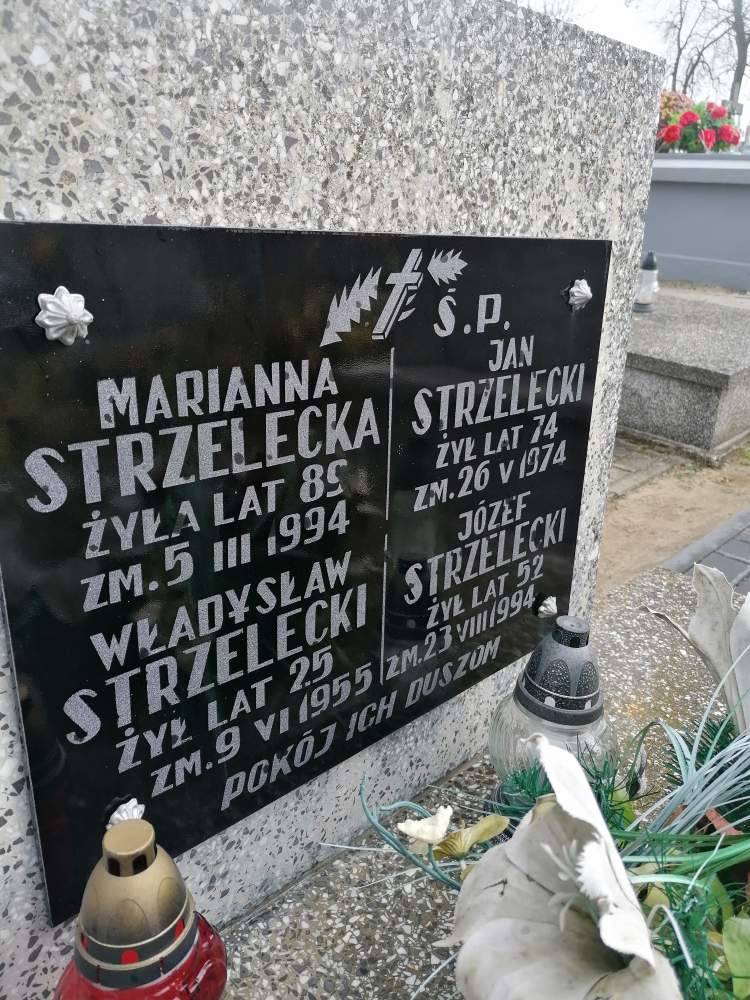 Ś.P.
MARIANNA
STRZELECKA
ŻYŁA LAT 89
ZM. 5 III 1994
WŁADYSŁAW
STRZELECKI
ŻYŁ LAT 25
ZM. 9 VI 1955
JAN
STRZELECKI
ŻYŁ LAT 74
ZM. 26 V 1974
JÓZEF
STRZELECKI
ŻYŁ LAT 52
ZM. 23 VIII 1994
POKÓJ ICH DUSZOM